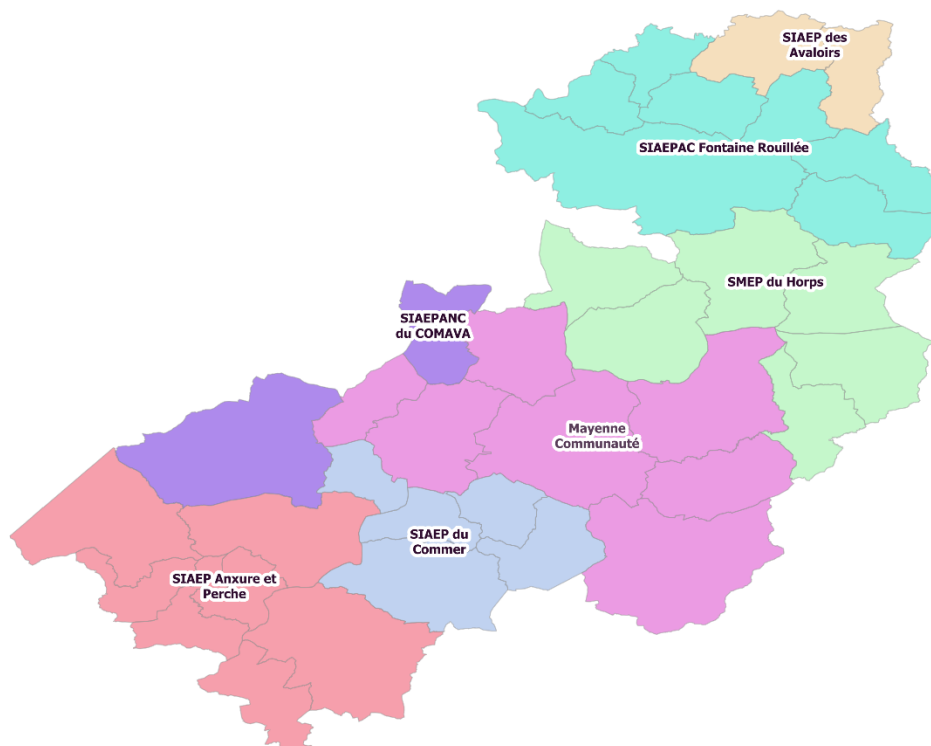 SIAEP des
Avaloirs
SIAEPAC Fontaine Rouillée
SMEP du Horps
SIAEPANC
du COMAVA
Mayenne
Communauté
SIAEP du
Commer
SIAEP Anxure et
Perche